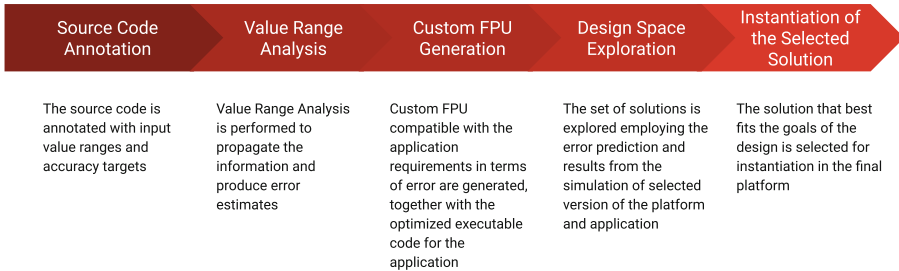 Source Code
Annotation
Value Range
Analysis
Custom FPU
Generation
Design Space
Exploration
Instantiation of
the Selected
Solution
The source code is
annotated with input
value ranges and
accuracy targets
Value Range Analysis
is performed to
propagate the
information and
produce error
estimates
Custom FPU
compatible with the
application
requirements in terms
of error are generated,
together with the
optimized executable
code for the
application
The set of solutions is
explored employing the
error prediction and
results from the
simulation of selected
version of the platform
and application
The solution that best
fits the goals of the
design is selected for
instantiation in the final
platform